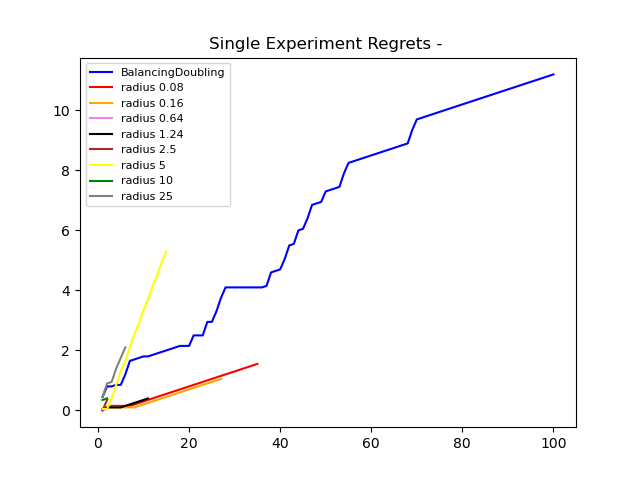 Single Experiment Regrets -
BalancingDoubling
radius 0.08
radius 0.16
radius 0.64
radius 1.24
radius 2.5
radius 5
radius 10
radius 25
10
8
6
4
2
0
0 20 40 60 80 100